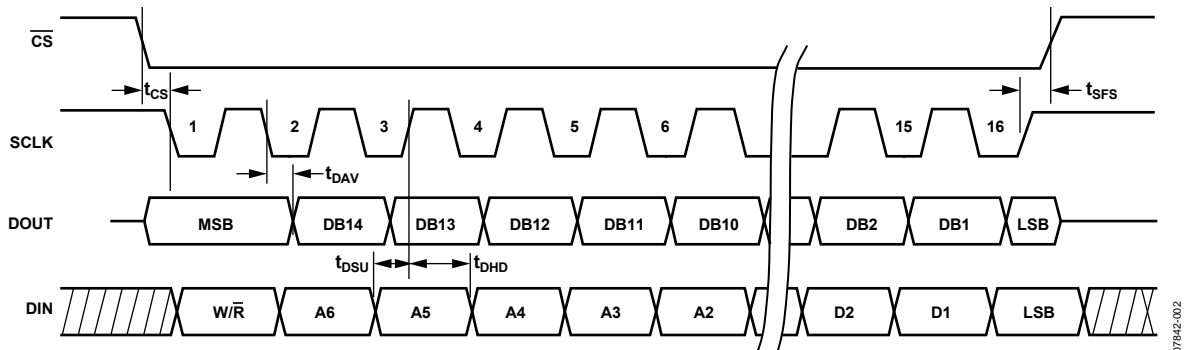 CS
tCS
tSFS
SCLK 1 2 3 4 5 6 15 16
tDAV
DOUT MSB DB14 DB13 DB12 DB11 DB10 DB2 DB1 LSB
tDSU tDHD
DIN W/R A6 A5 A4 A3 A2 D2 D1 LSB
07842-002